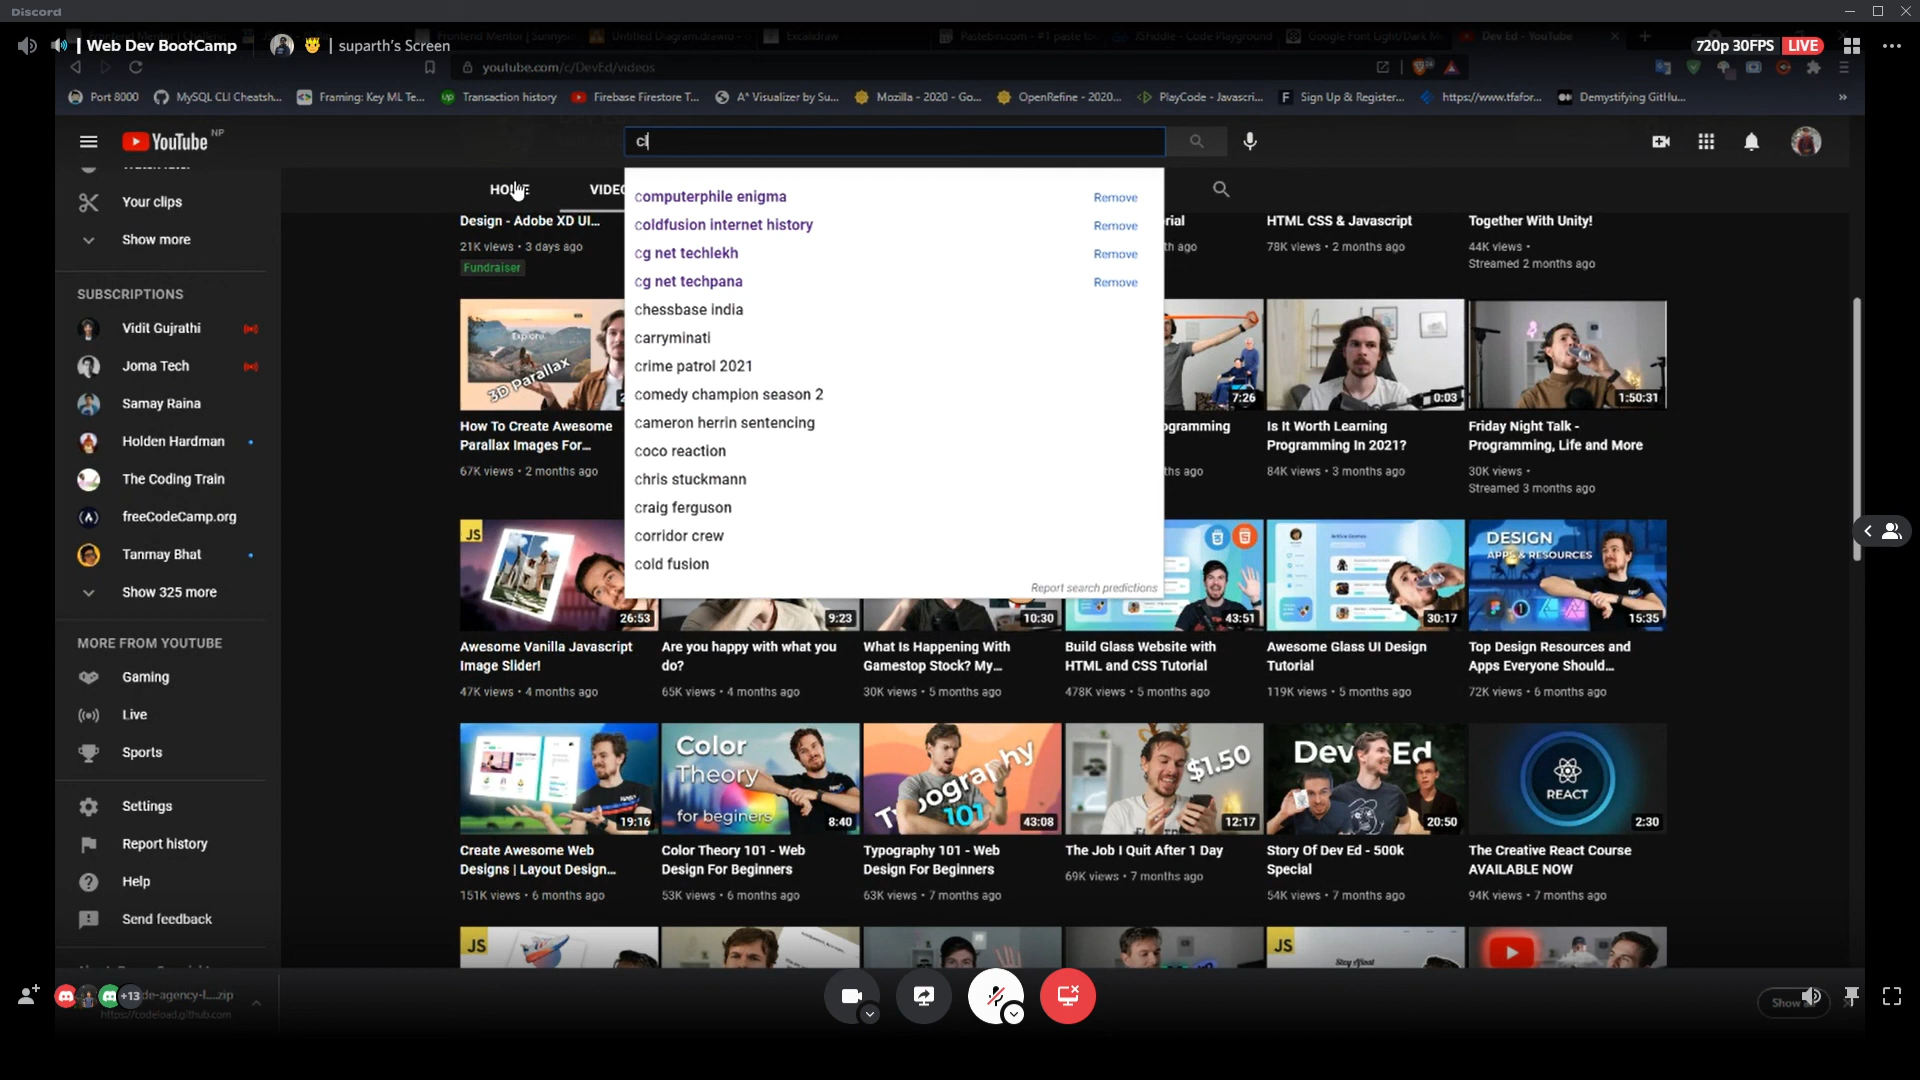 Discord
Web Dev BootCamp
suparth's Screen
720p 30FPS
LIVE
youtube.com/c/DevEd/videos
Port 8000
MySQL CLI Cheatsh...
Framing: Key ML Te...
Transaction history
Firebase Firestore T...
A* Visualizer by Su...
Mozilla - 2020 - Go...
OpenRefine - 2020...
PlayCode - Javascri...
Sign Up & Register...
https://www.tfafor...
Demystifying GitHu...
YouTube NP
cl
HOME
VIDEO
Your clips
Show more
SUBSCRIPTIONS
Vidit Gujrathi
Joma Tech
Samay Raina
Holden Hardman
The Coding Train
freeCodeCamp.org
Tanmay Bhat
Show 325 more
MORE FROM YOUTUBE
Gaming
Live
Sports
Settings
Report history
Help
Send feedback
computerphile enigma
Remove
coldfusion internet history
Remove
cg net techlekh
Remove
cg net techpana
Remove
chessbase india
carryminati
crime patrol 2021
comedy champion season 2
cameron herrin sentencing
coco reaction
chris stuckmann
craig ferguson
corridor crew
cold fusion
Report search predictions
Design - Adobe XD UI...
21K views • 3 days ago
Fundraiser
HTML CSS & Javascript
78K views • 2 months ago
Together With Unity!
44K views •
Streamed 2 months ago
Explore.
3D Parallax
7:26
0:03
1:50:31
How To Create Awesome
Parallax Images For...
67K views • 2 months ago
Is It Worth Learning
Programming In 2021?
84K views • 3 months ago
Friday Night Talk -
Programming, Life and More
30K views •
Streamed 3 months ago
JS
26:53
9:23
10:30
43:51
30:17
DESIGN
APPS & RESOURCES
15:35
Awesome Vanilla Javascript
Image Slider!
47K views • 4 months ago
Are you happy with what you
do?
65K views • 4 months ago
What Is Happening With
Gamestop Stock? My...
30K views • 5 months ago
Build Glass Website with
HTML and CSS Tutorial
478K views • 5 months ago
Awesome Glass UI Design
Tutorial
119K views • 5 months ago
Top Design Resources and
Apps Everyone Should...
72K views • 6 months ago
19:16
Color
Theory
for beginers
8:40
Typography
101
43:08
$1.50
12:17
Dev Ed
20:50
REACT
2:30
Create Awesome Web
Designs | Layout Design...
151K views • 6 months ago
Color Theory 101 - Web
Design For Beginners
53K views • 6 months ago
Typography 101 - Web
Design For Beginners
63K views • 7 months ago
The Job I Quit After 1 Day
69K views • 7 months ago
Story Of Dev Ed - 500k
Special
54K views • 7 months ago
The Creative React Course
AVAILABLE NOW
94K views • 7 months ago
JS
JS
Stay Afloat
+13
de-agency-l....zip
https://codeload.github.com
Show